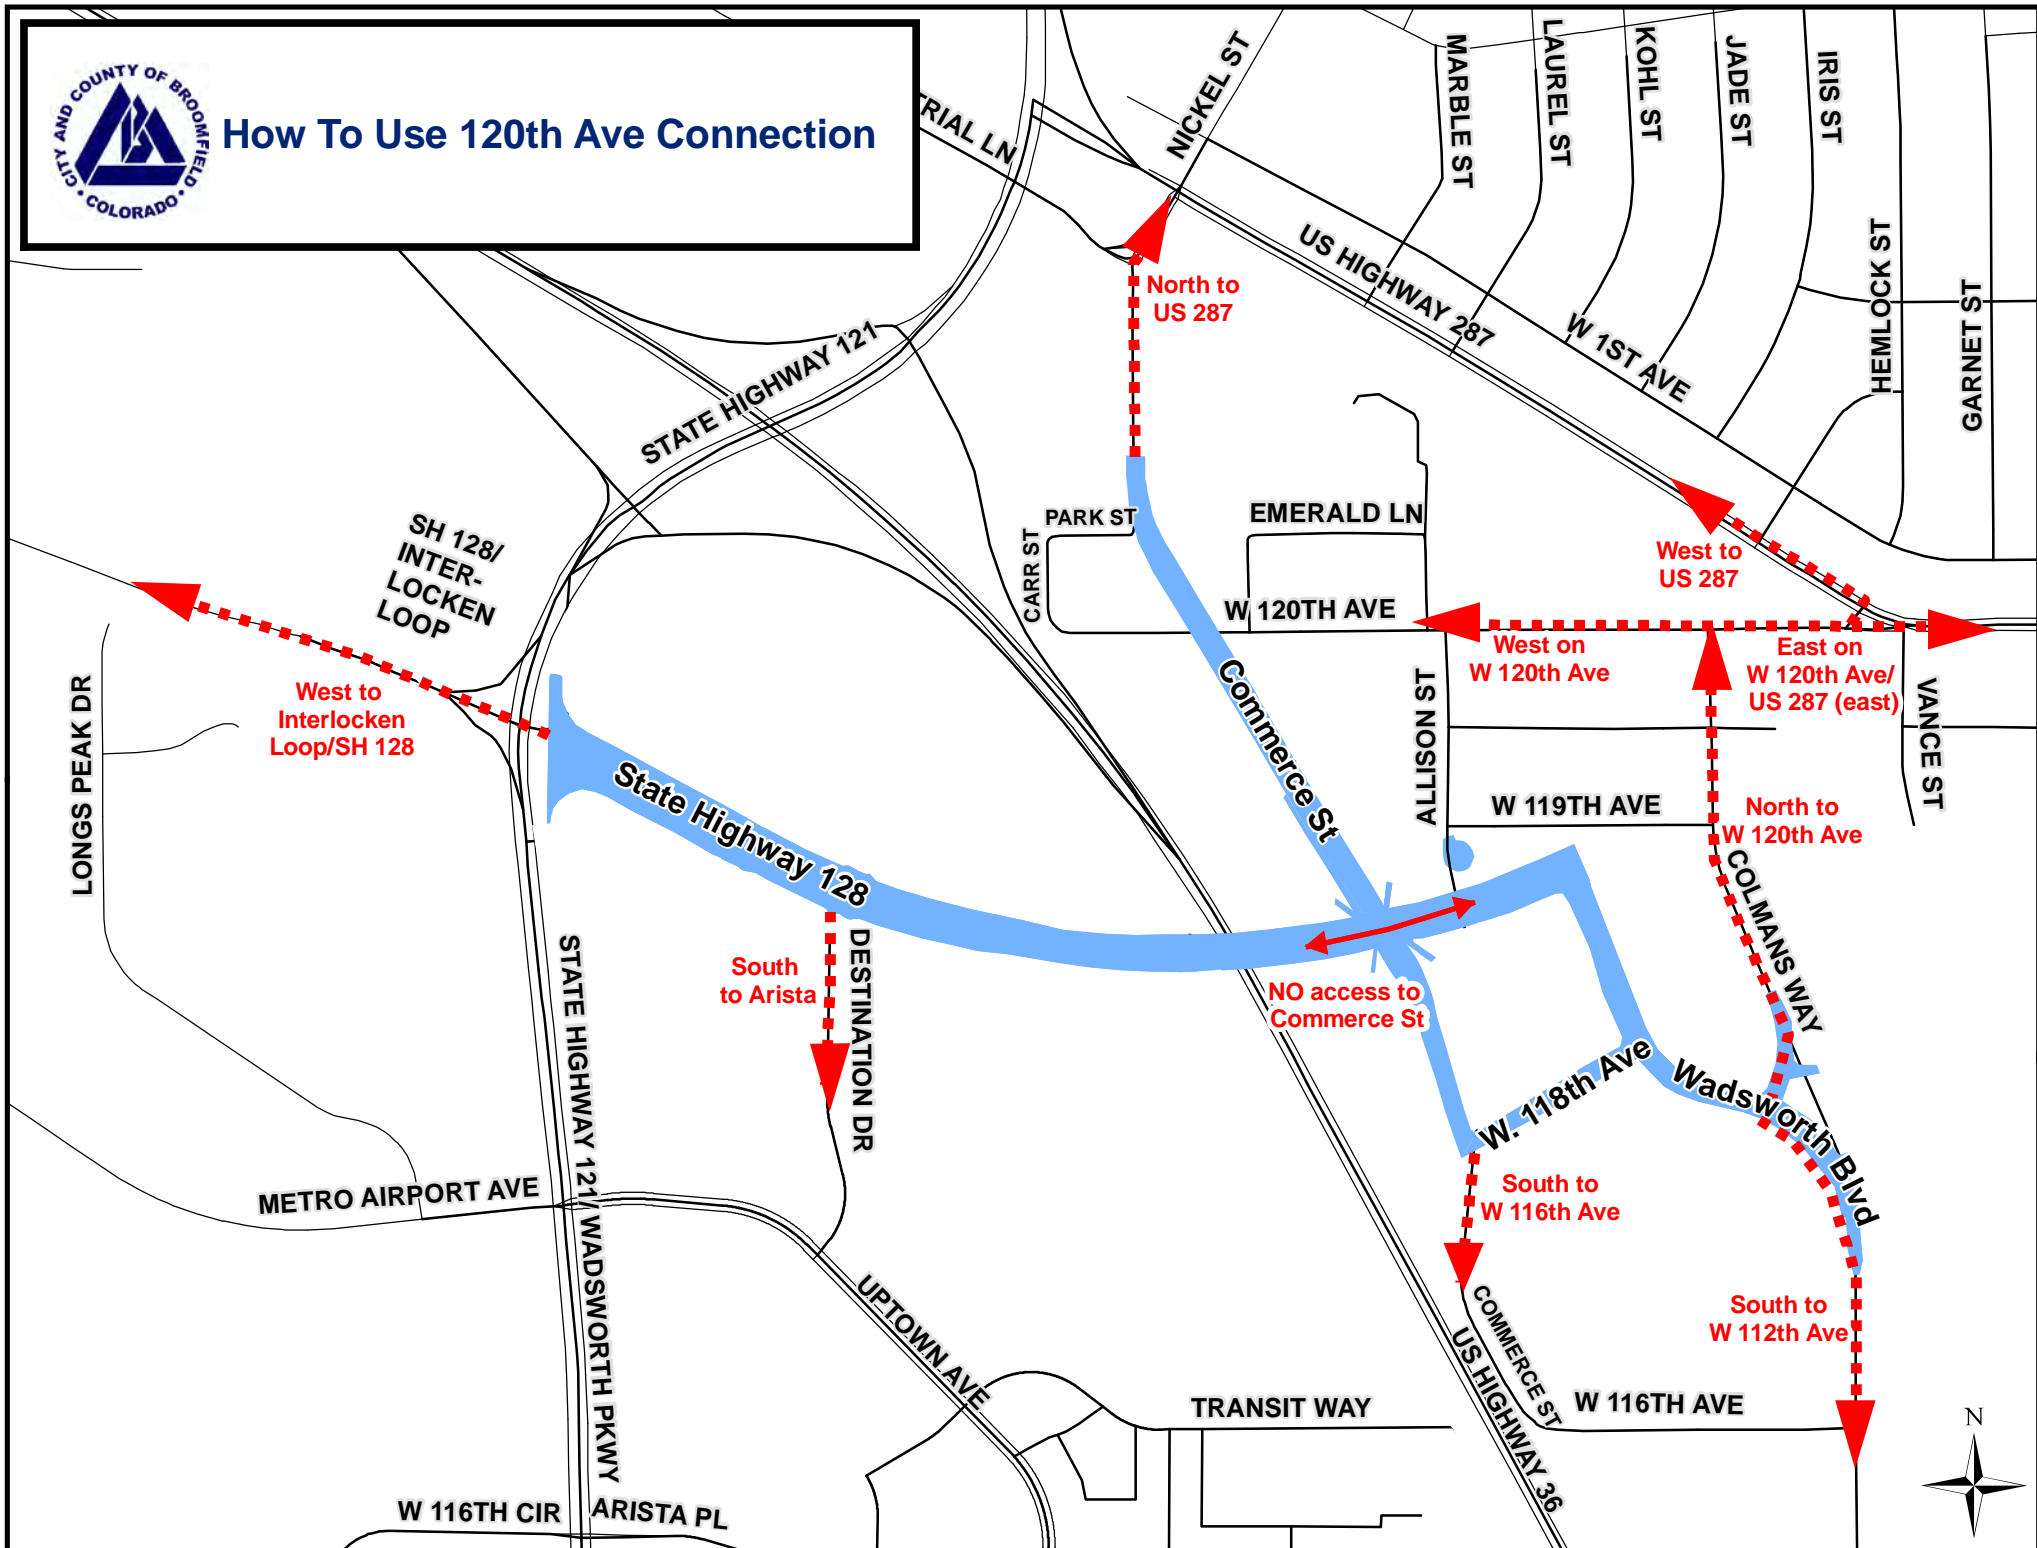 CITY AND COUNTY OF BROOMFIELD
• COLORADO •
How To Use 120th Ave Connection
TRIAL LN
NICKEL ST
MARBLE ST
LAUREL ST
KOHL ST
JADE ST
IRIS ST
HEMLOCK ST
GARNET ST
US HIGHWAY 287
W 1ST AVE
North to
US 287
STATE HIGHWAY 121
SH 128/
INTER-
LOCKEN
LOOP
PARK ST
CARR ST
EMERALD LN
W 120TH AVE
West to
US 287
West on
W 120th Ave
East on
W 120th Ave/
US 287 (east)
West to
Interlocken
Loop/SH 128
LONGS PEAK DR
Commerce St
ALLISON ST
VANCE ST
State Highway 128
W 119TH AVE
North to
W 120th Ave
COLMANS WAY
South
to Arista
DESTINATION DR
NO access to
Commerce St
W. 118th Ave
Wadsworth Blvd
STATE HIGHWAY 121/ WADSWORTH PKWY
METRO AIRPORT AVE
South to
W 116th Ave
UPTOWN AVE
COMMERCE ST
US HIGHWAY 36
South to
W 112th Ave
TRANSIT WAY
W 116TH AVE
N
W 116TH CIR
ARISTA PL